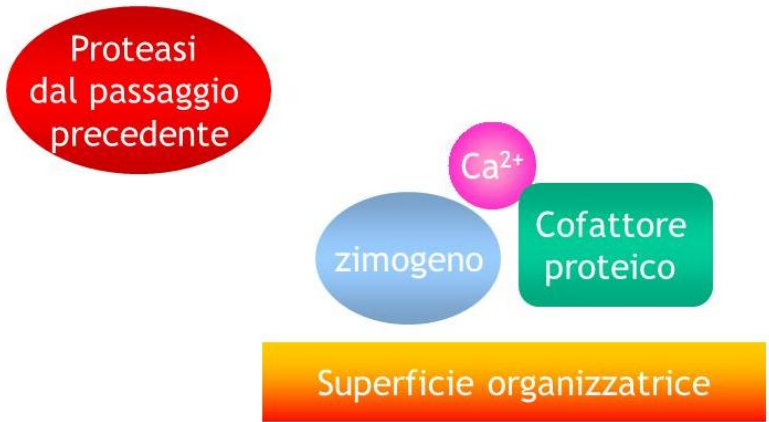 Proteasi
dal passaggio
precedente
Ca²⁺
zimogeno
Cofattore
proteico
Superficie organizzatrice